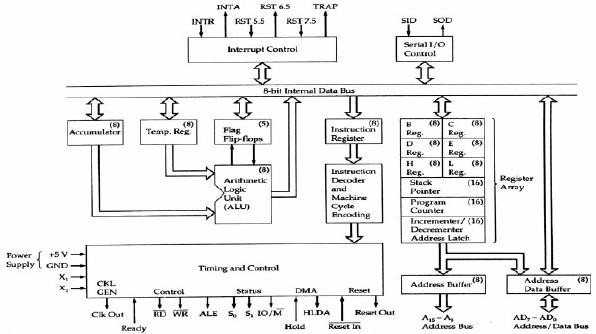 INTA RST 6.5 TRAP
INTR RST 5.5 RST 7.5
SID SOD
Interrupt Control
Serial I/O
Control
8-bit Internal Data Bus
(8)
Accumulator
(8)
Temp. Reg.
(5)
Flag
Flip-flops
(8)
Instruction
Register
(8)
Arithmetic
Logic
Unit
(ALU)
Instruction
Decoder
and
Machine
Cycle
Encoding
B (8) C (8)
Reg. Reg.
D (8) E (8)
Reg. Reg.
H (8) L (8)
Reg. Reg.
Stack (16)
Pointer
Program (16)
Counter
Incrementer/ (16)
Decrementer
Address Latch
Register
Array
Power
Supply
+5 V
GND
X₁
X₂
Timing and Control
CKL
GEN
Control Status DMA Reset
Clk Out
Ready
RD WR ALE S₀ S₁ IO/M
Hold
HLDA
Reset In
Reset Out
(8)
Address Buffer
(8)
Address
Data Buffer
A₁₅ – A₈
Address Bus
AD₇ – AD₀
Address/Data Bus